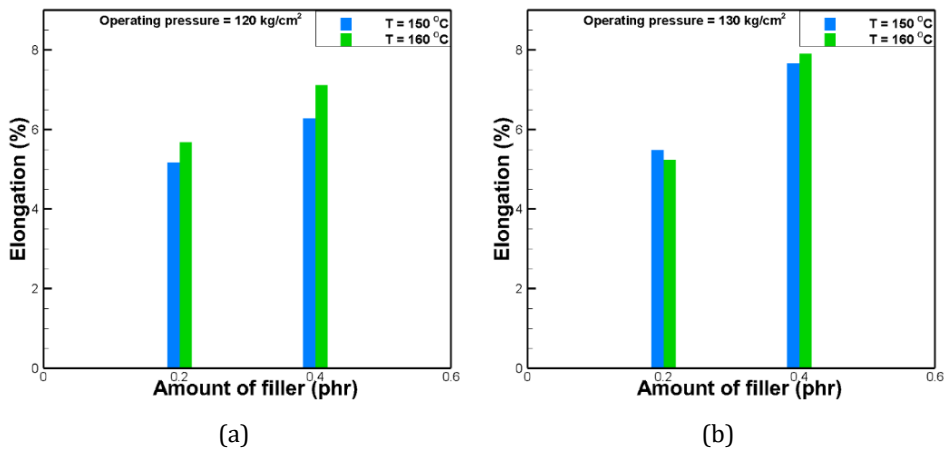 Operating pressure = 120 kg/cm²
T = 150 °C
T = 160 °C
8
6
4
2
0
Elongation (%)
0
0.2
0.4
0.6
Amount of filler (phr)
(a)
Operating pressure = 130 kg/cm²
T = 150 °C
T = 160 °C
8
6
4
2
0
Elongation (%)
0
0.2
0.4
0.6
Amount of filler (phr)
(b)